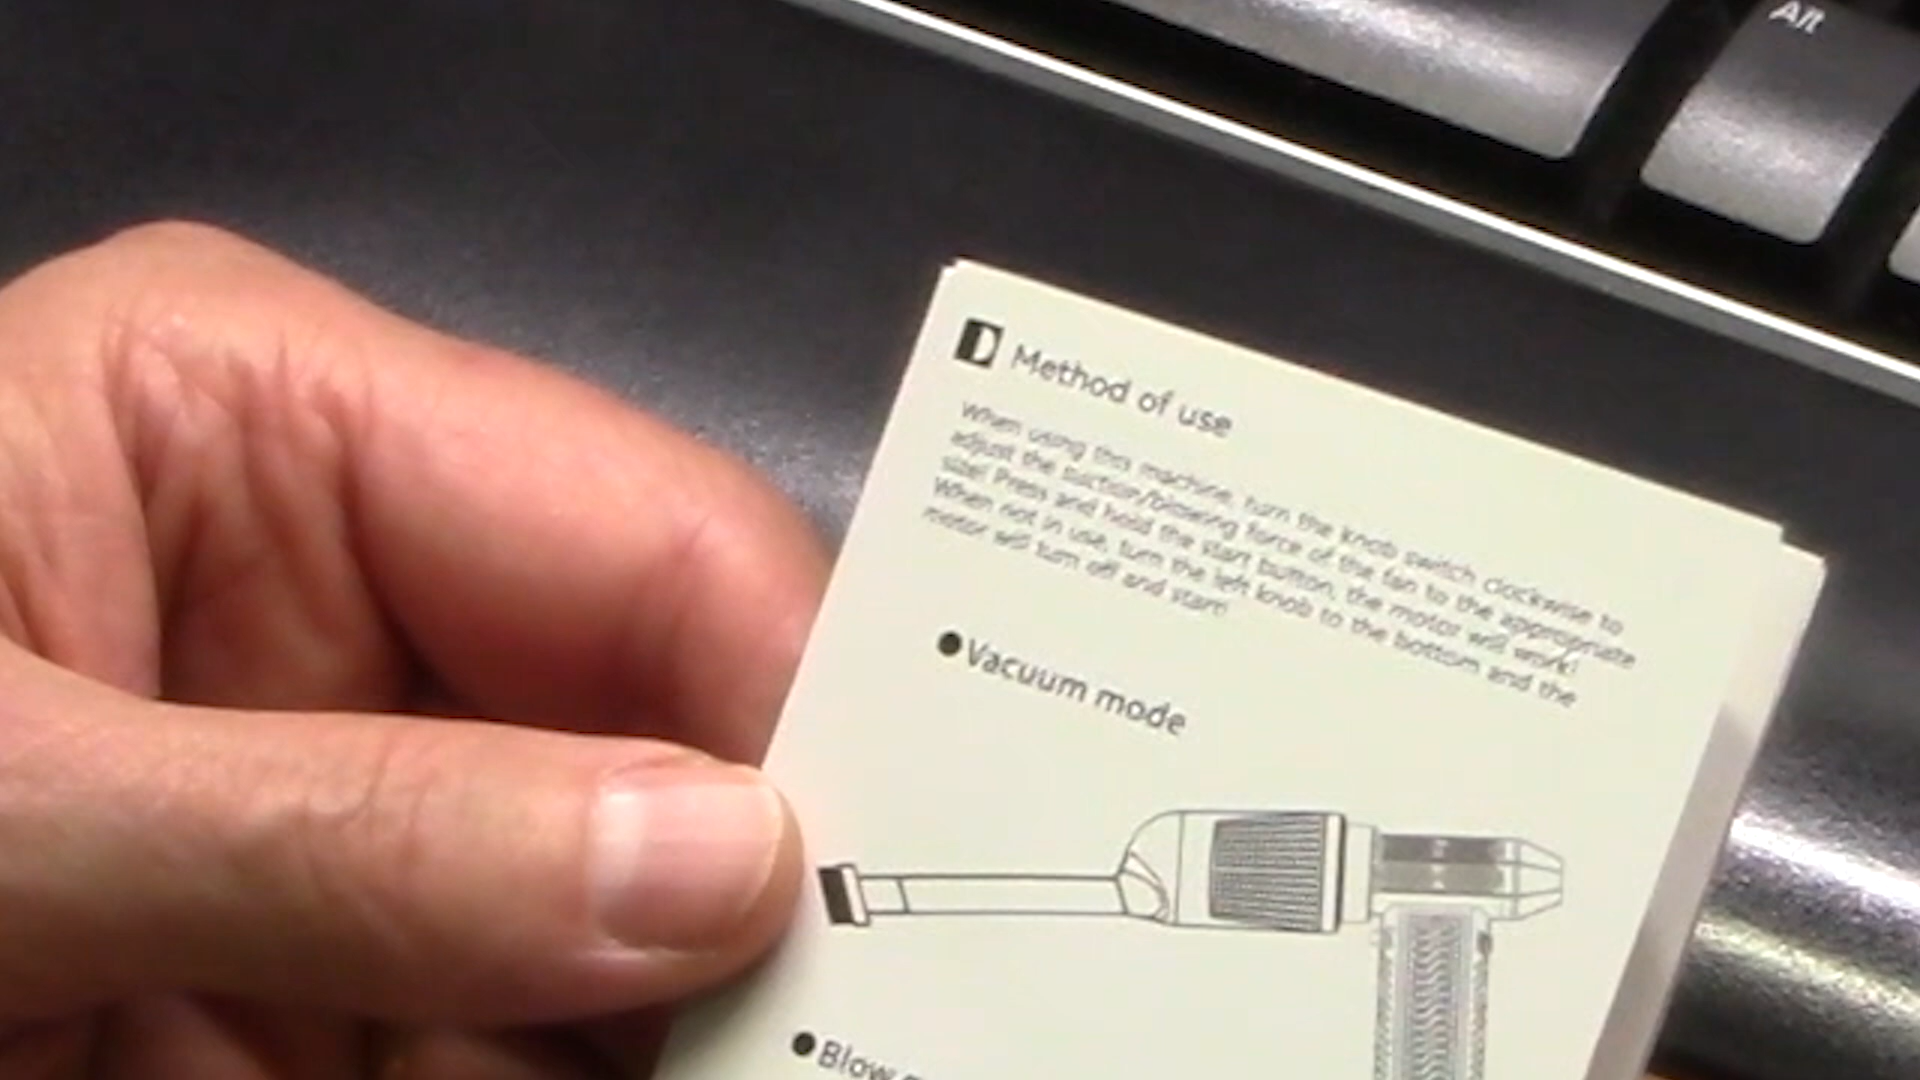 Alt
D Method of use
When using this machine, turn the knob switch clockwise to
adjust the suction/blowing force of the fan to the appropriate
size! Press and hold the start button, the motor will work!
When not in use, turn the left knob to the bottom and the
motor will turn off and start!
●Vacuum mode
●Blow